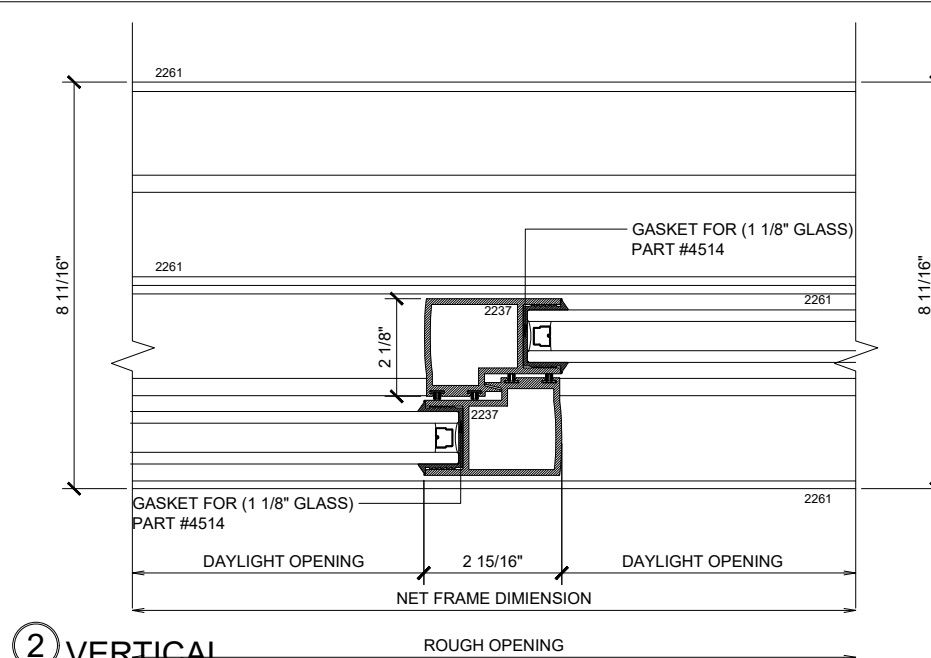 2261
GASKET FOR (1 1/8" GLASS)
PART #4514
2261
2261
8 11/16"
8 11/16"
2237
2 1/8"
2237
GASKET FOR (1 1/8" GLASS)
PART #4514
2261
DAYLIGHT OPENING
2 15/16"
DAYLIGHT OPENING
NET FRAME DIMIENSION
2 VERTICAL
ROUGH OPENING